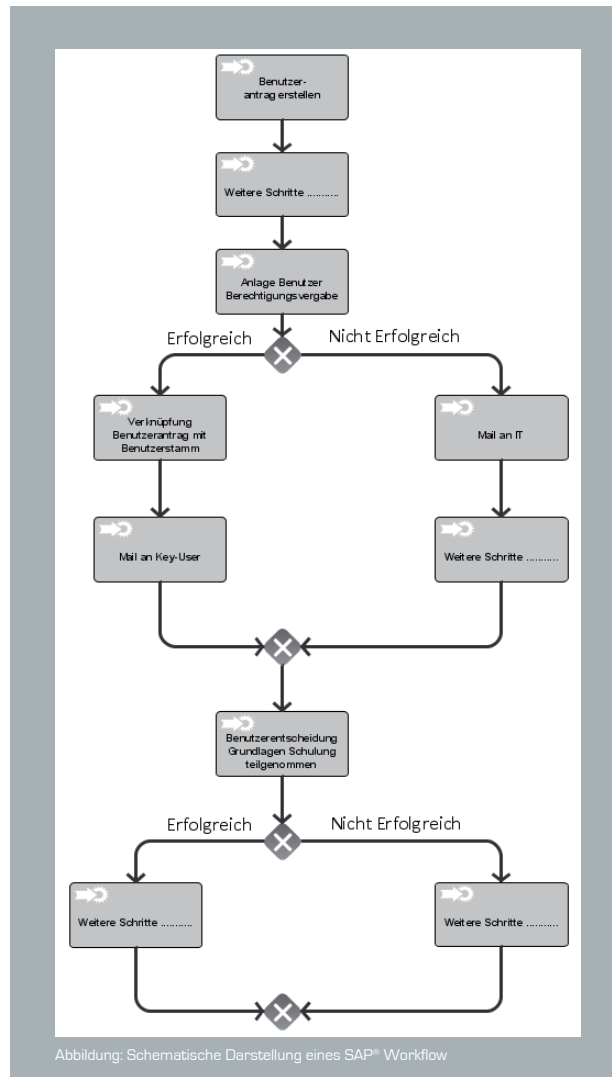 Benutzer-
antrag erstellen
Weitere Schritte ...........
Anlage Benutzer
Berechtigungsvergabe
Erfolgreich
Nicht Erfolgreich
Verknüpfung
Benutzerantrag mit
Benutzerstamm
Mail an IT
Mail an Key-User
Weitere Schritte ...........
Benutzerentscheidung
Grundlagen Schulung
teilgenommen
Erfolgreich
Nicht Erfolgreich
Weitere Schritte ...........
Weitere Schritte ...........
Abbildung: Schematische Darstellung eines SAP® Workflow